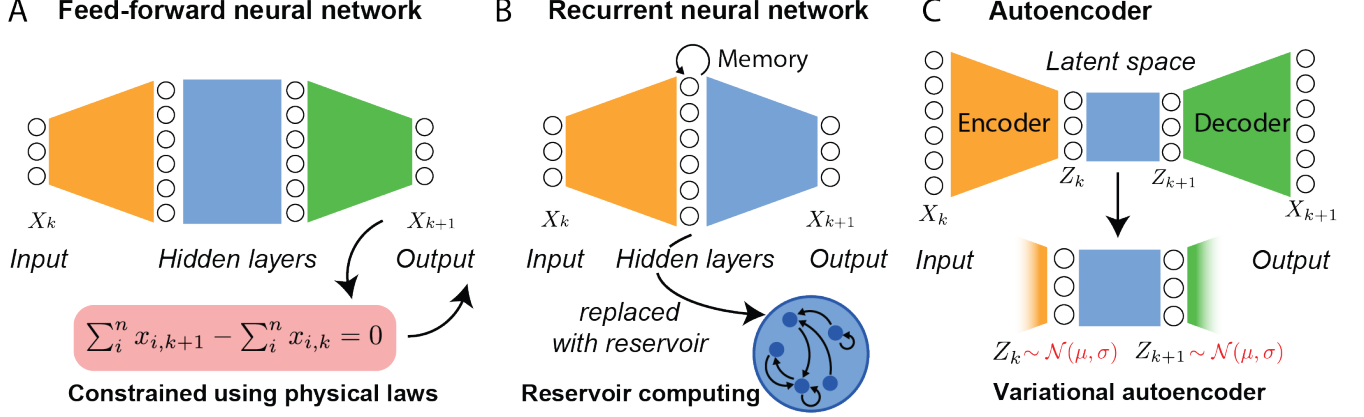 A Feed-forward neural network
X_k
X_{k+1}
Input
Hidden layers
Output
∑_i^n x_{i,k+1} − ∑_i^n x_{i,k} = 0
Constrained using physical laws
B Recurrent neural network
Memory
X_k
X_{k+1}
Input
Hidden layers
Output
replaced
with reservoir
Reservoir computing
C Autoencoder
Latent space
Encoder
Decoder
Z_k
Z_{k+1}
X_k
X_{k+1}
Input
Output
Z_k ~ N(μ, σ)
Z_{k+1} ~ N(μ, σ)
Variational autoencoder